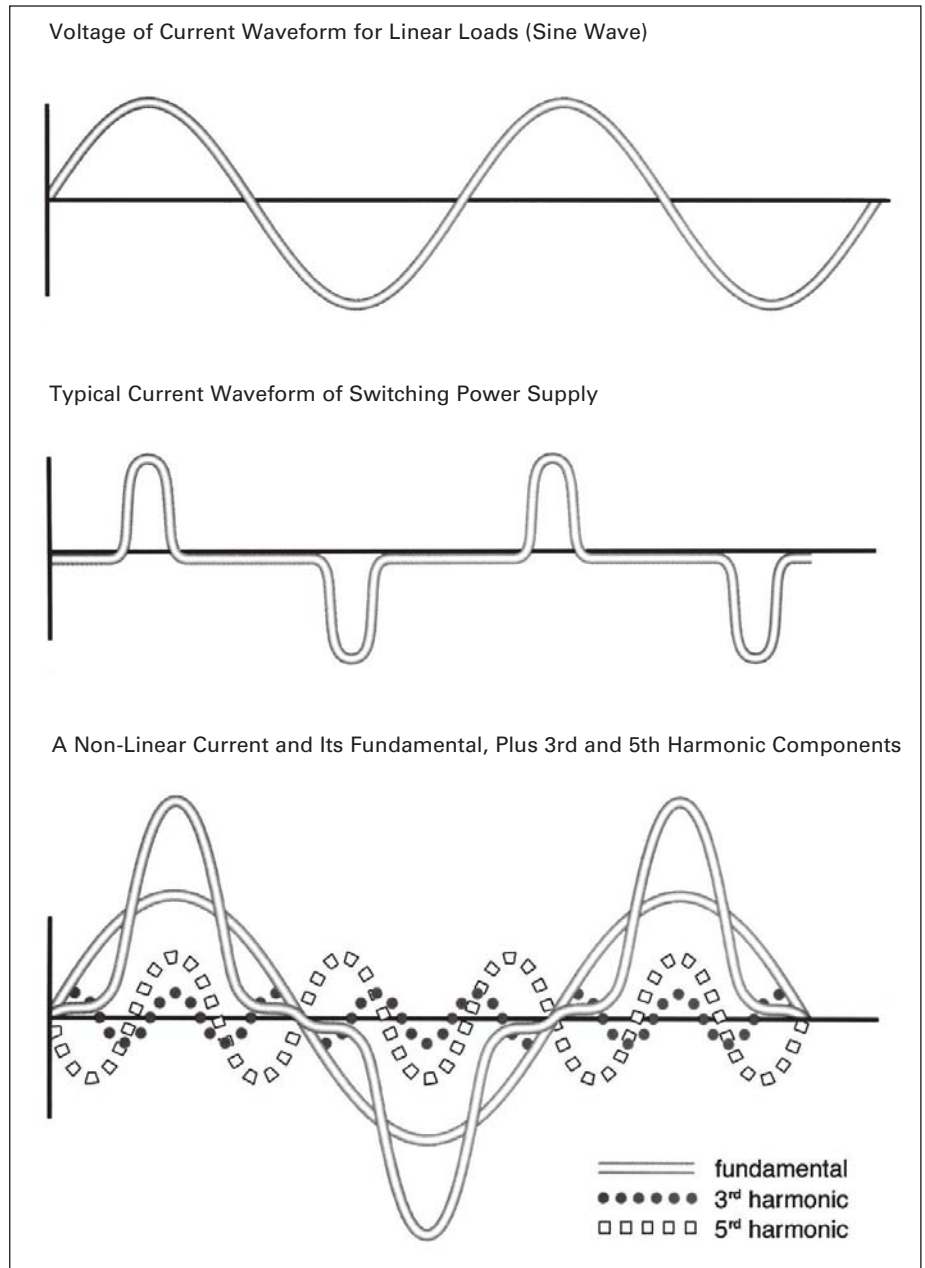 Voltage of Current Waveform for Linear Loads (Sine Wave)
Typical Current Waveform of Switching Power Supply
A Non-Linear Current and Its Fundamental, Plus 3rd and 5th Harmonic Components
fundamental
3rd harmonic
5rd harmonic